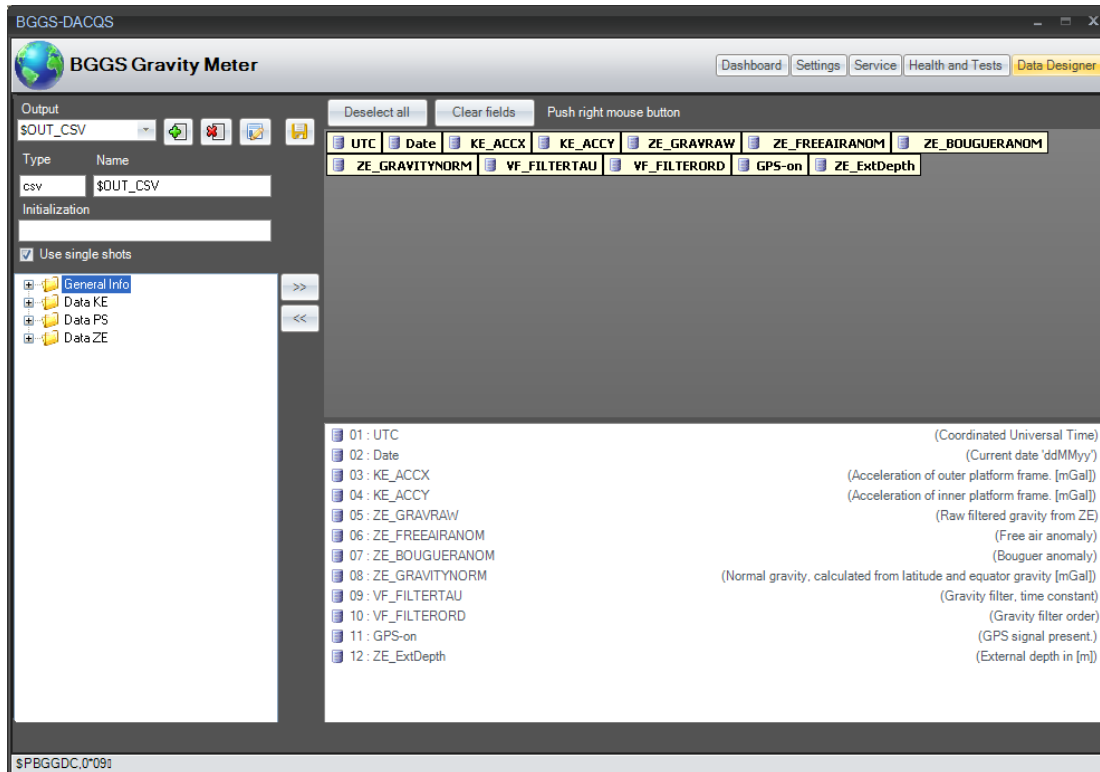 BGGS-DACQS
BGGS Gravity Meter
Dashboard Settings Service Health and Tests Data Designer
Output
$OUT_CSV
Type Name
csv $OUT_CSV
Initialization
Use single shots
General Info
Data KE
Data PS
Data ZE
>>
<<
Deselect all Clear fields Push right mouse button
UTC Date KE_ACCX KE_ACCY ZE_GRAVRAW ZE_FREEAIRANOM ZE_BOUGUERANOM
ZE_GRAVITYNORM VF_FILTERTAU VF_FILTERORD GPS-on ZE_ExtDepth
01 : UTC (Coordinated Universal Time)
02 : Date (Current date 'ddMMyy')
03 : KE_ACCX (Acceleration of outer platform frame. [mGal])
04 : KE_ACCY (Acceleration of inner platform frame. [mGal])
05 : ZE_GRAVRAW (Raw filtered gravity from ZE)
06 : ZE_FREEAIRANOM (Free air anomaly)
07 : ZE_BOUGUERANOM (Bouguer anomaly)
08 : ZE_GRAVITYNORM (Normal gravity, calculated from latitude and equator gravity [mGal])
09 : VF_FILTERTAU (Gravity filter, time constant)
10 : VF_FILTERORD (Gravity filter order)
11 : GPS-on (GPS signal present.)
12 : ZE_ExtDepth (External depth in [m])
$PBGGDC,0*09